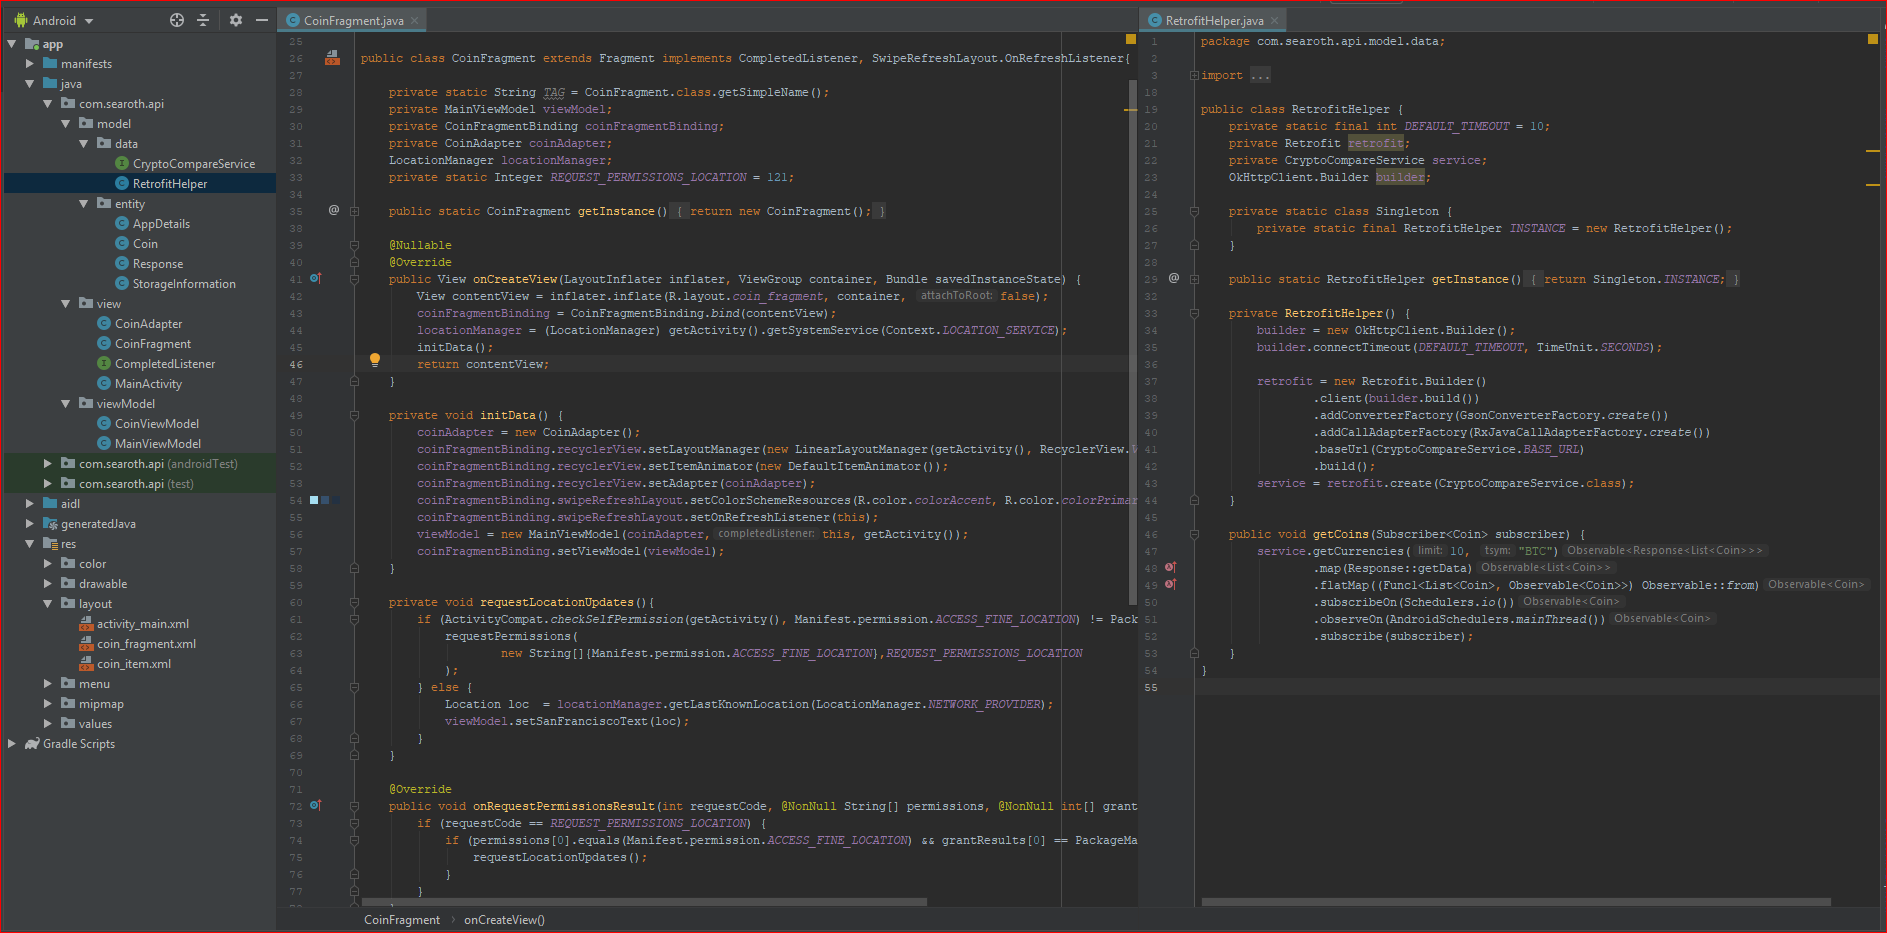 Android
app
manifests
java
com.searoth.api
model
data
CryptoCompareService
RetrofitHelper
entity
AppDetails
Coin
Response
StorageInformation
view
CoinAdapter
CoinFragment
CompletedListener
MainActivity
viewModel
CoinViewModel
MainViewModel
com.searoth.api (androidTest)
com.searoth.api (test)
aidl
generatedJava
res
color
drawable
layout
activity_main.xml
coin_fragment.xml
coin_item.xml
menu
mipmap
values
Gradle Scripts
CoinFragment.java
25
26 public class CoinFragment extends Fragment implements CompletedListener, SwipeRefreshLayout.OnRefreshListener{
27
28 private static String TAG = CoinFragment.class.getSimpleName();
29 private MainViewModel viewModel;
30 private CoinFragmentBinding coinFragmentBinding;
31 private CoinAdapter coinAdapter;
32 LocationManager locationManager;
33 private static Integer REQUEST_PERMISSIONS_LOCATION = 121;
34
35 @ public static CoinFragment getInstance() { return new CoinFragment(); }
38
39 @Nullable
40 @Override
41 public View onCreateView(LayoutInflater inflater, ViewGroup container, Bundle savedInstanceState) {
42 View contentView = inflater.inflate(R.layout.coin_fragment, container, attachToRoot: false);
43 coinFragmentBinding = CoinFragmentBinding.bind(contentView);
44 locationManager = (LocationManager) getActivity().getSystemService(Context.LOCATION_SERVICE);
45 initData();
46 return contentView;
47 }
48
49 private void initData() {
50 coinAdapter = new CoinAdapter();
51 coinFragmentBinding.recyclerView.setLayoutManager(new LinearLayoutManager(getActivity(), RecyclerView.
52 coinFragmentBinding.recyclerView.setItemAnimator(new DefaultItemAnimator());
53 coinFragmentBinding.recyclerView.setAdapter(coinAdapter);
54 coinFragmentBinding.swipeRefreshLayout.setColorSchemeResources(R.color.colorAccent, R.color.colorPrimar
55 coinFragmentBinding.swipeRefreshLayout.setOnRefreshListener(this);
56 viewModel = new MainViewModel(coinAdapter, completedListener: this, getActivity());
57 coinFragmentBinding.setViewModel(viewModel);
58 }
59
60 private void requestLocationUpdates(){
61 if (ActivityCompat.checkSelfPermission(getActivity(), Manifest.permission.ACCESS_FINE_LOCATION) != Pack
62 requestPermissions(
63 new String[]{Manifest.permission.ACCESS_FINE_LOCATION},REQUEST_PERMISSIONS_LOCATION
64 );
65 } else {
66 Location loc = locationManager.getLastKnownLocation(LocationManager.NETWORK_PROVIDER);
67 viewModel.setSanFranciscoText(loc);
68 }
69 }
70
71 @Override
72 public void onRequestPermissionsResult(int requestCode, @NonNull String[] permissions, @NonNull int[] grant
73 if (requestCode == REQUEST_PERMISSIONS_LOCATION) {
74 if (permissions[0].equals(Manifest.permission.ACCESS_FINE_LOCATION) && grantResults[0] == PackageMa
75 requestLocationUpdates();
76 }
77 }
CoinFragment > onCreateView()
RetrofitHelper.java
1 package com.searoth.api.model.data;
2
3 import ...
18
19 public class RetrofitHelper {
20 private static final int DEFAULT_TIMEOUT = 10;
21 private Retrofit retrofit;
22 private CryptoCompareService service;
23 OkHttpClient.Builder builder;
24
25 private static class Singleton {
26 private static final RetrofitHelper INSTANCE = new RetrofitHelper();
27 }
28
29 @ public static RetrofitHelper getInstance() { return Singleton.INSTANCE; }
32
33 private RetrofitHelper() {
34 builder = new OkHttpClient.Builder();
35 builder.connectTimeout(DEFAULT_TIMEOUT, TimeUnit.SECONDS);
36
37 retrofit = new Retrofit.Builder()
38 .client(builder.build())
39 .addConverterFactory(GsonConverterFactory.create())
40 .addCallAdapterFactory(RxJavaCallAdapterFactory.create())
41 .baseUrl(CryptoCompareService.BASE_URL)
42 .build();
43 service = retrofit.create(CryptoCompareService.class);
44 }
45
46 public void getCoins(Subscriber<Coin> subscriber) {
47 service.getCurrencies( limit: 10, tsym: "BTC") Observable<Response<List<Coin>>>
48 .map(Response::getData) Observable<List<Coin>>
49 .flatMap((Func1<List<Coin>, Observable<Coin>>) Observable::from) Observable<Coin>
50 .subscribeOn(Schedulers.io()) Observable<Coin>
51 .observeOn(AndroidSchedulers.mainThread()) Observable<Coin>
52 .subscribe(subscriber);
53 }
54 }
55